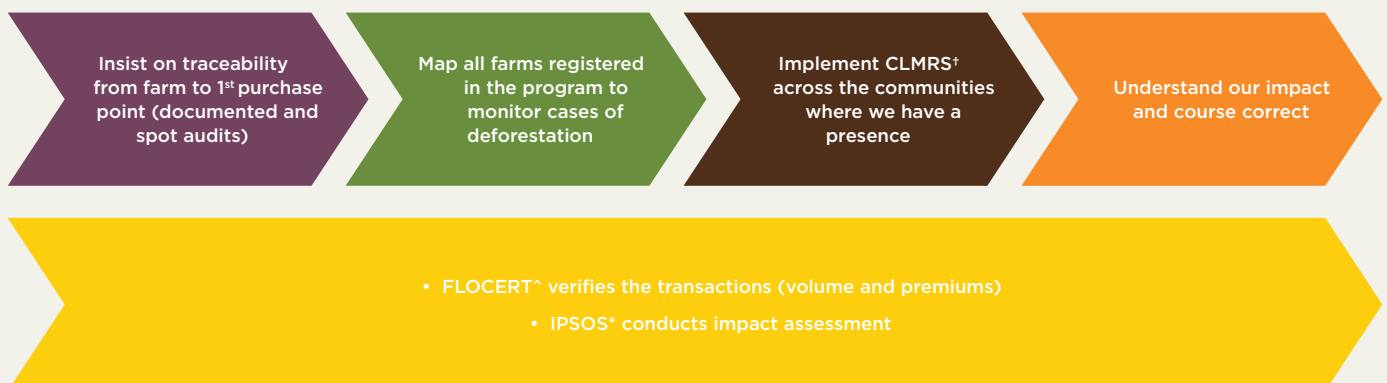 Insist on traceability
from farm to 1st purchase
point (documented and
spot audits)
Map all farms registered
in the program to
monitor cases of
deforestation
Implement CLMRS†
across the communities
where we have a
presence
Understand our impact
and course correct
• FLOCERT^ verifies the transactions (volume and premiums)
• IPSOS* conducts impact assessment